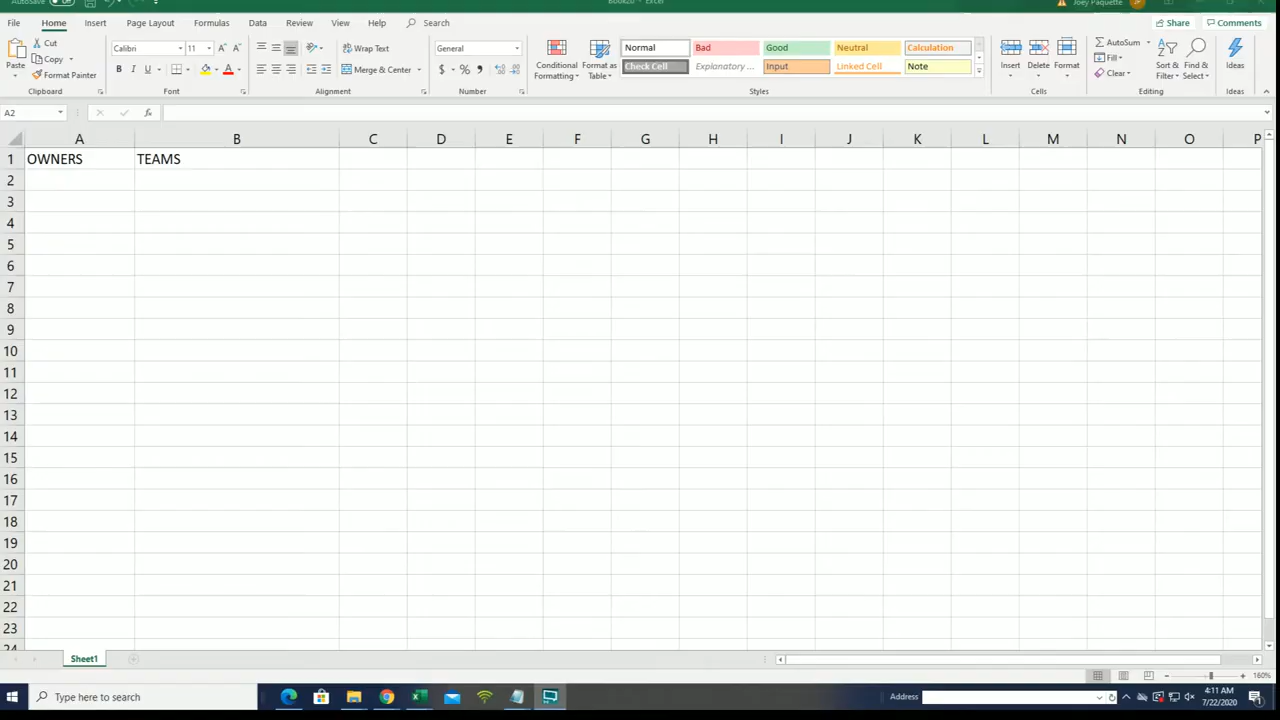 AutoSave Off Book20 - Excel Joey Paquette
File Home Insert Page Layout Formulas Data Review View Help Search Share Comments
Paste Cut Copy Format Painter Clipboard
Calibri 11 B I U A Font
Wrap Text Merge & Center Alignment
General $ % , Number
Conditional Formatting Format as Table Normal Bad Good Neutral Calculation
Check Cell Explanatory ... Input Linked Cell Note Styles
Insert Delete Format Cells
AutoSum Fill Clear Sort & Filter Find & Select Editing
Ideas Ideas
A2 fx
A B C D E F G H I J K L M N O P
1 OWNERS TEAMS
2
3
4
5
6
7
8
9
10
11
12
13
14
15
16
17
18
19
20
21
22
23
24
Sheet1
160%
Type here to search Address 4:11 AM
7/22/2020